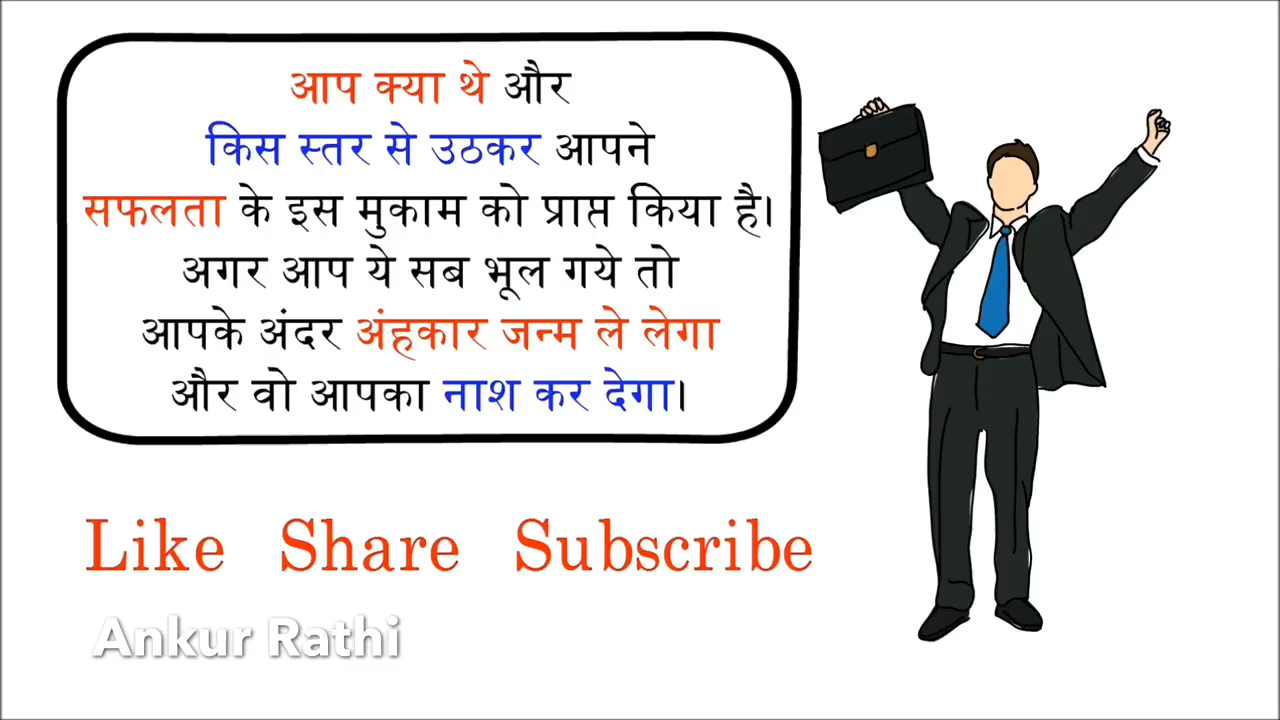 आप क्या थे और
किस स्तर से उठकर आपने
सफलता के इस मुकाम को प्राप्त किया है।
अगर आप ये सब भूल गये तो
आपके अंदर अंहकार जन्म ले लेगा
और वो आपका नाश कर देगा।
Like Share Subscribe
Ankur Rathi